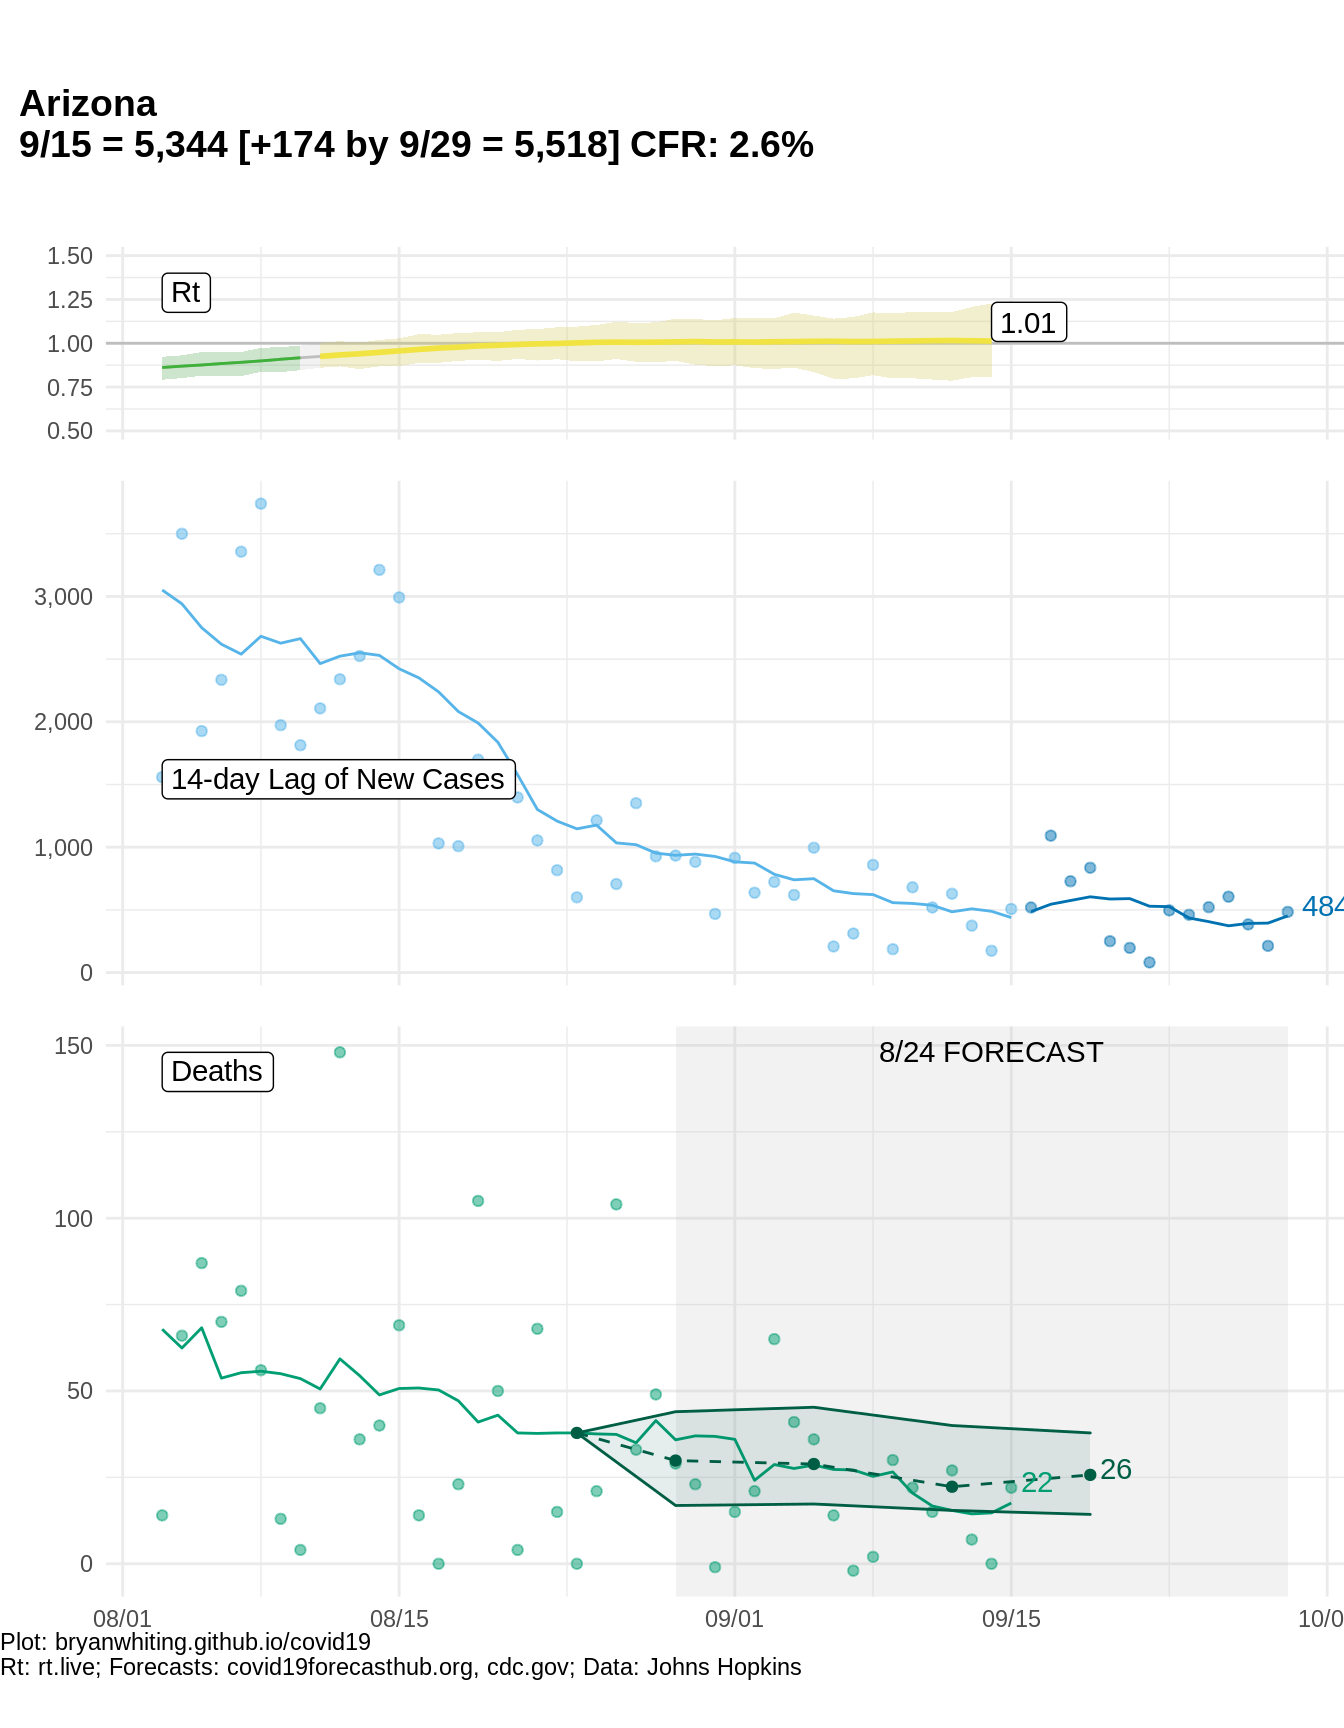 Arizona
9/15 = 5,344 [+174 by 9/29 = 5,518] CFR: 2.6%
1.50
1.25
1.00
0.75
0.50
Rt
1.01
3,000
2,000
1,000
0
14-day Lag of New Cases
484
150
100
50
0
Deaths
8/24 FORECAST
22
26
08/01
08/15
09/01
09/15
10/0
Plot: bryanwhiting.github.io/covid19
Rt: rt.live; Forecasts: covid19forecasthub.org, cdc.gov; Data: Johns Hopkins